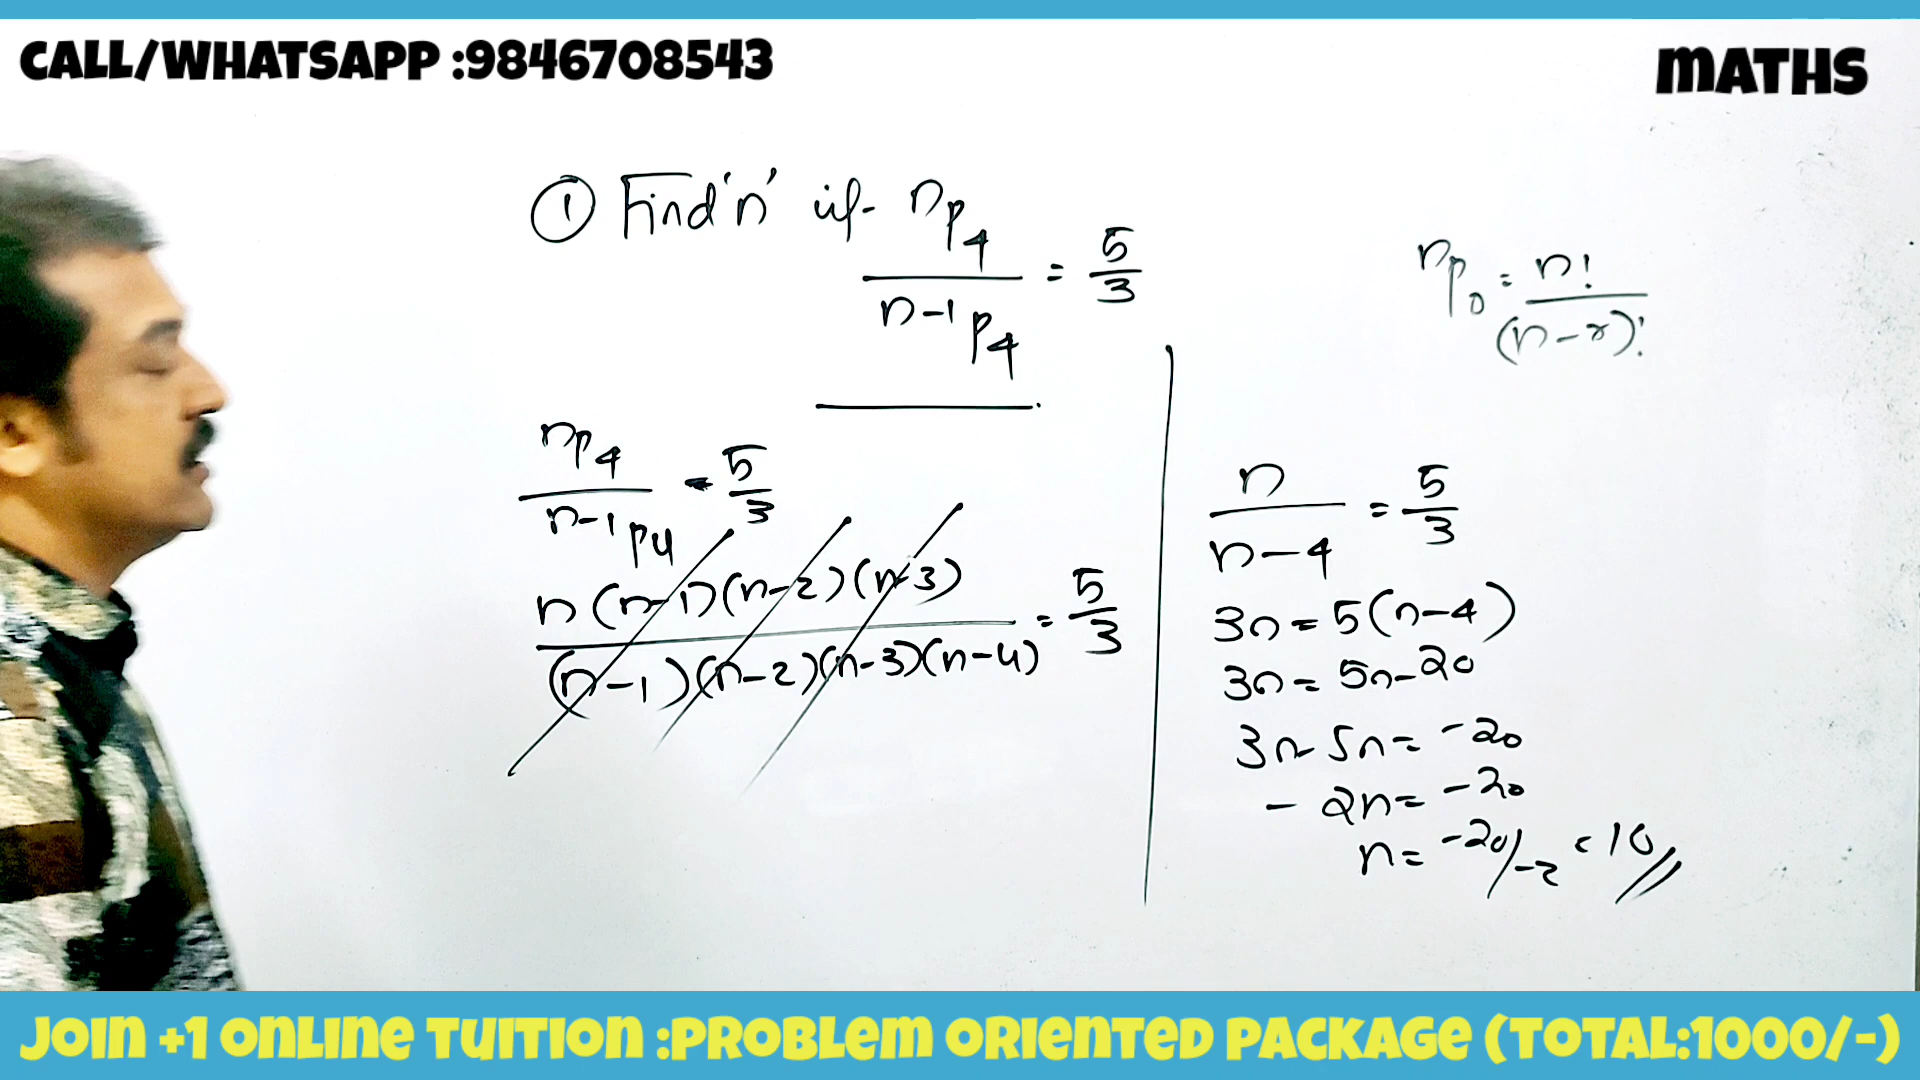 CALL/WHATSAPP :9846708543
MATHS
① Find 'n' if nP4
n-1P4
= 5/3
nPr = n!
(n-r)!
nP4
n-1P4
= 5/3
n(n-1)(n-2)(n-3)
(n-1)(n-2)(n-3)(n-4)
= 5/3
n
n-4
= 5/3
3n = 5(n-4)
3n = 5n-20
3n-5n = -20
-2n = -20
n = -20/-2 = 10//
JOIN +1 ONLINE TUITION :PROBLEM ORIENTED PACKAGE (TOTAL:1000/-)